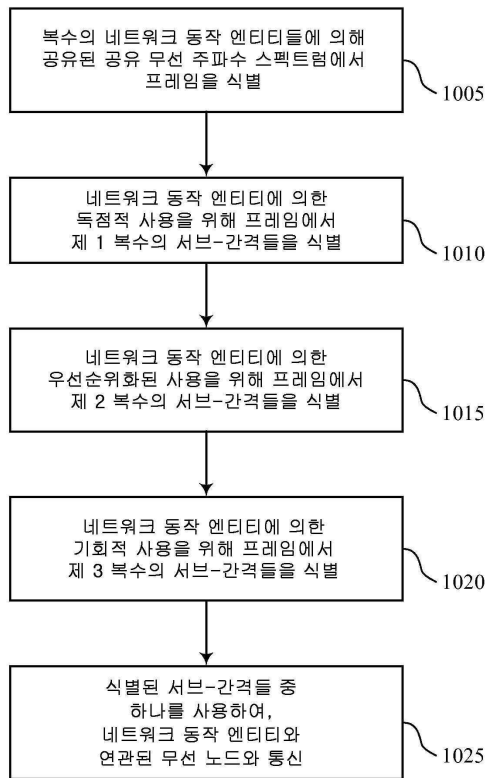 복수의 네트워크 동작 엔티티들에 의해
공유된 공유 무선 주파수 스펙트럼에서
프레임을 식별
1005
네트워크 동작 엔티티에 의한
독점적 사용을 위해 프레임에서
제 1 복수의 서브-간격들을 식별
1010
네트워크 동작 엔티티에 의한
우선순위화된 사용을 위해 프레임에서
제 2 복수의 서브-간격들을 식별
1015
네트워크 동작 엔티티에 의한
기회적 사용을 위해 프레임에서
제 3 복수의 서브-간격들을 식별
1020
식별된 서브-간격들 중
하나를 사용하여,
네트워크 동작 엔티티와
연관된 무선 노드와 통신
1025